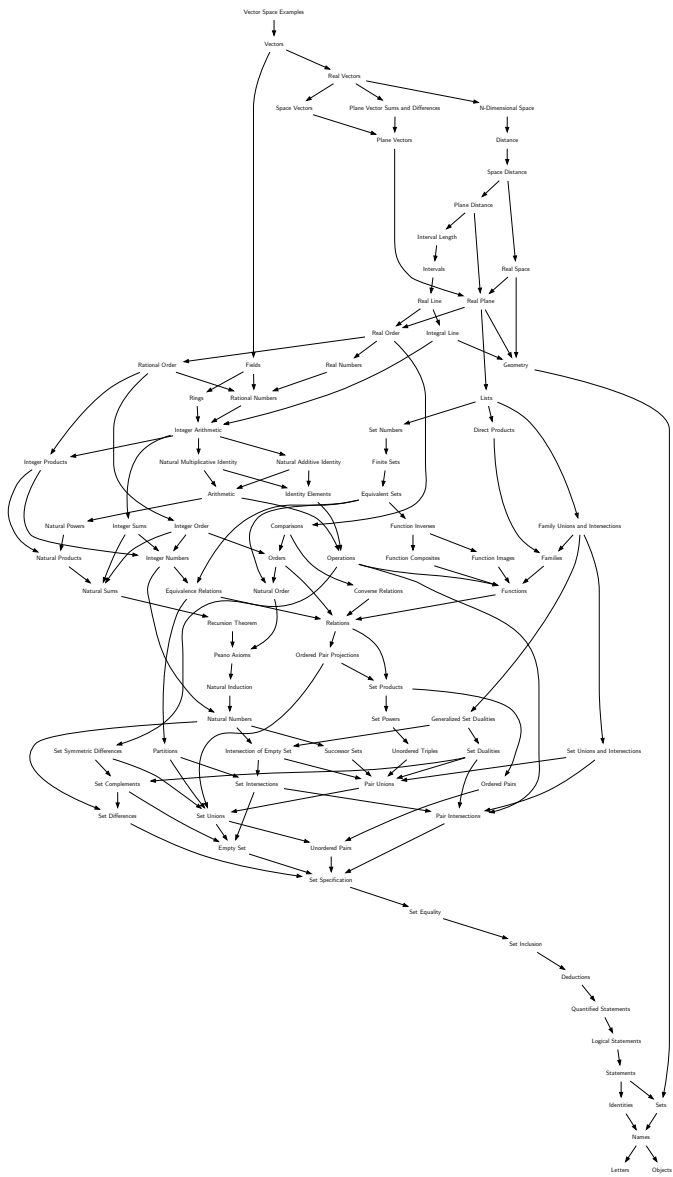 Vector Space Examples
Vectors
Real Vectors
Space Vectors
Plane Vector Sums and Differences
N-Dimensional Space
Plane Vectors
Distance
Space Distance
Plane Distance
Interval Length
Intervals
Real Space
Real Line
Real Plane
Real Order
Integral Line
Rational Order
Fields
Real Numbers
Geometry
Rings
Rational Numbers
Lists
Integer Arithmetic
Set Numbers
Direct Products
Integer Products
Natural Multiplicative Identity
Natural Additive Identity
Finite Sets
Arithmetic
Identity Elements
Equivalent Sets
Natural Powers
Integer Sums
Integer Order
Comparisons
Function Inverses
Family Unions and Intersections
Natural Products
Integer Numbers
Orders
Operations
Function Composites
Function Images
Families
Natural Sums
Equivalence Relations
Natural Order
Converse Relations
Functions
Recursion Theorem
Relations
Peano Axioms
Ordered Pair Projections
Natural Induction
Set Products
Natural Numbers
Set Powers
Generalized Set Dualities
Set Symmetric Differences
Partitions
Intersection of Empty Set
Successor Sets
Unordered Triples
Set Dualities
Set Unions and Intersections
Set Complements
Set Intersections
Pair Unions
Ordered Pairs
Set Differences
Set Unions
Pair Intersections
Empty Set
Unordered Pairs
Set Specification
Set Equality
Set Inclusion
Deductions
Quantified Statements
Logical Statements
Statements
Identities
Sets
Names
Letters
Objects